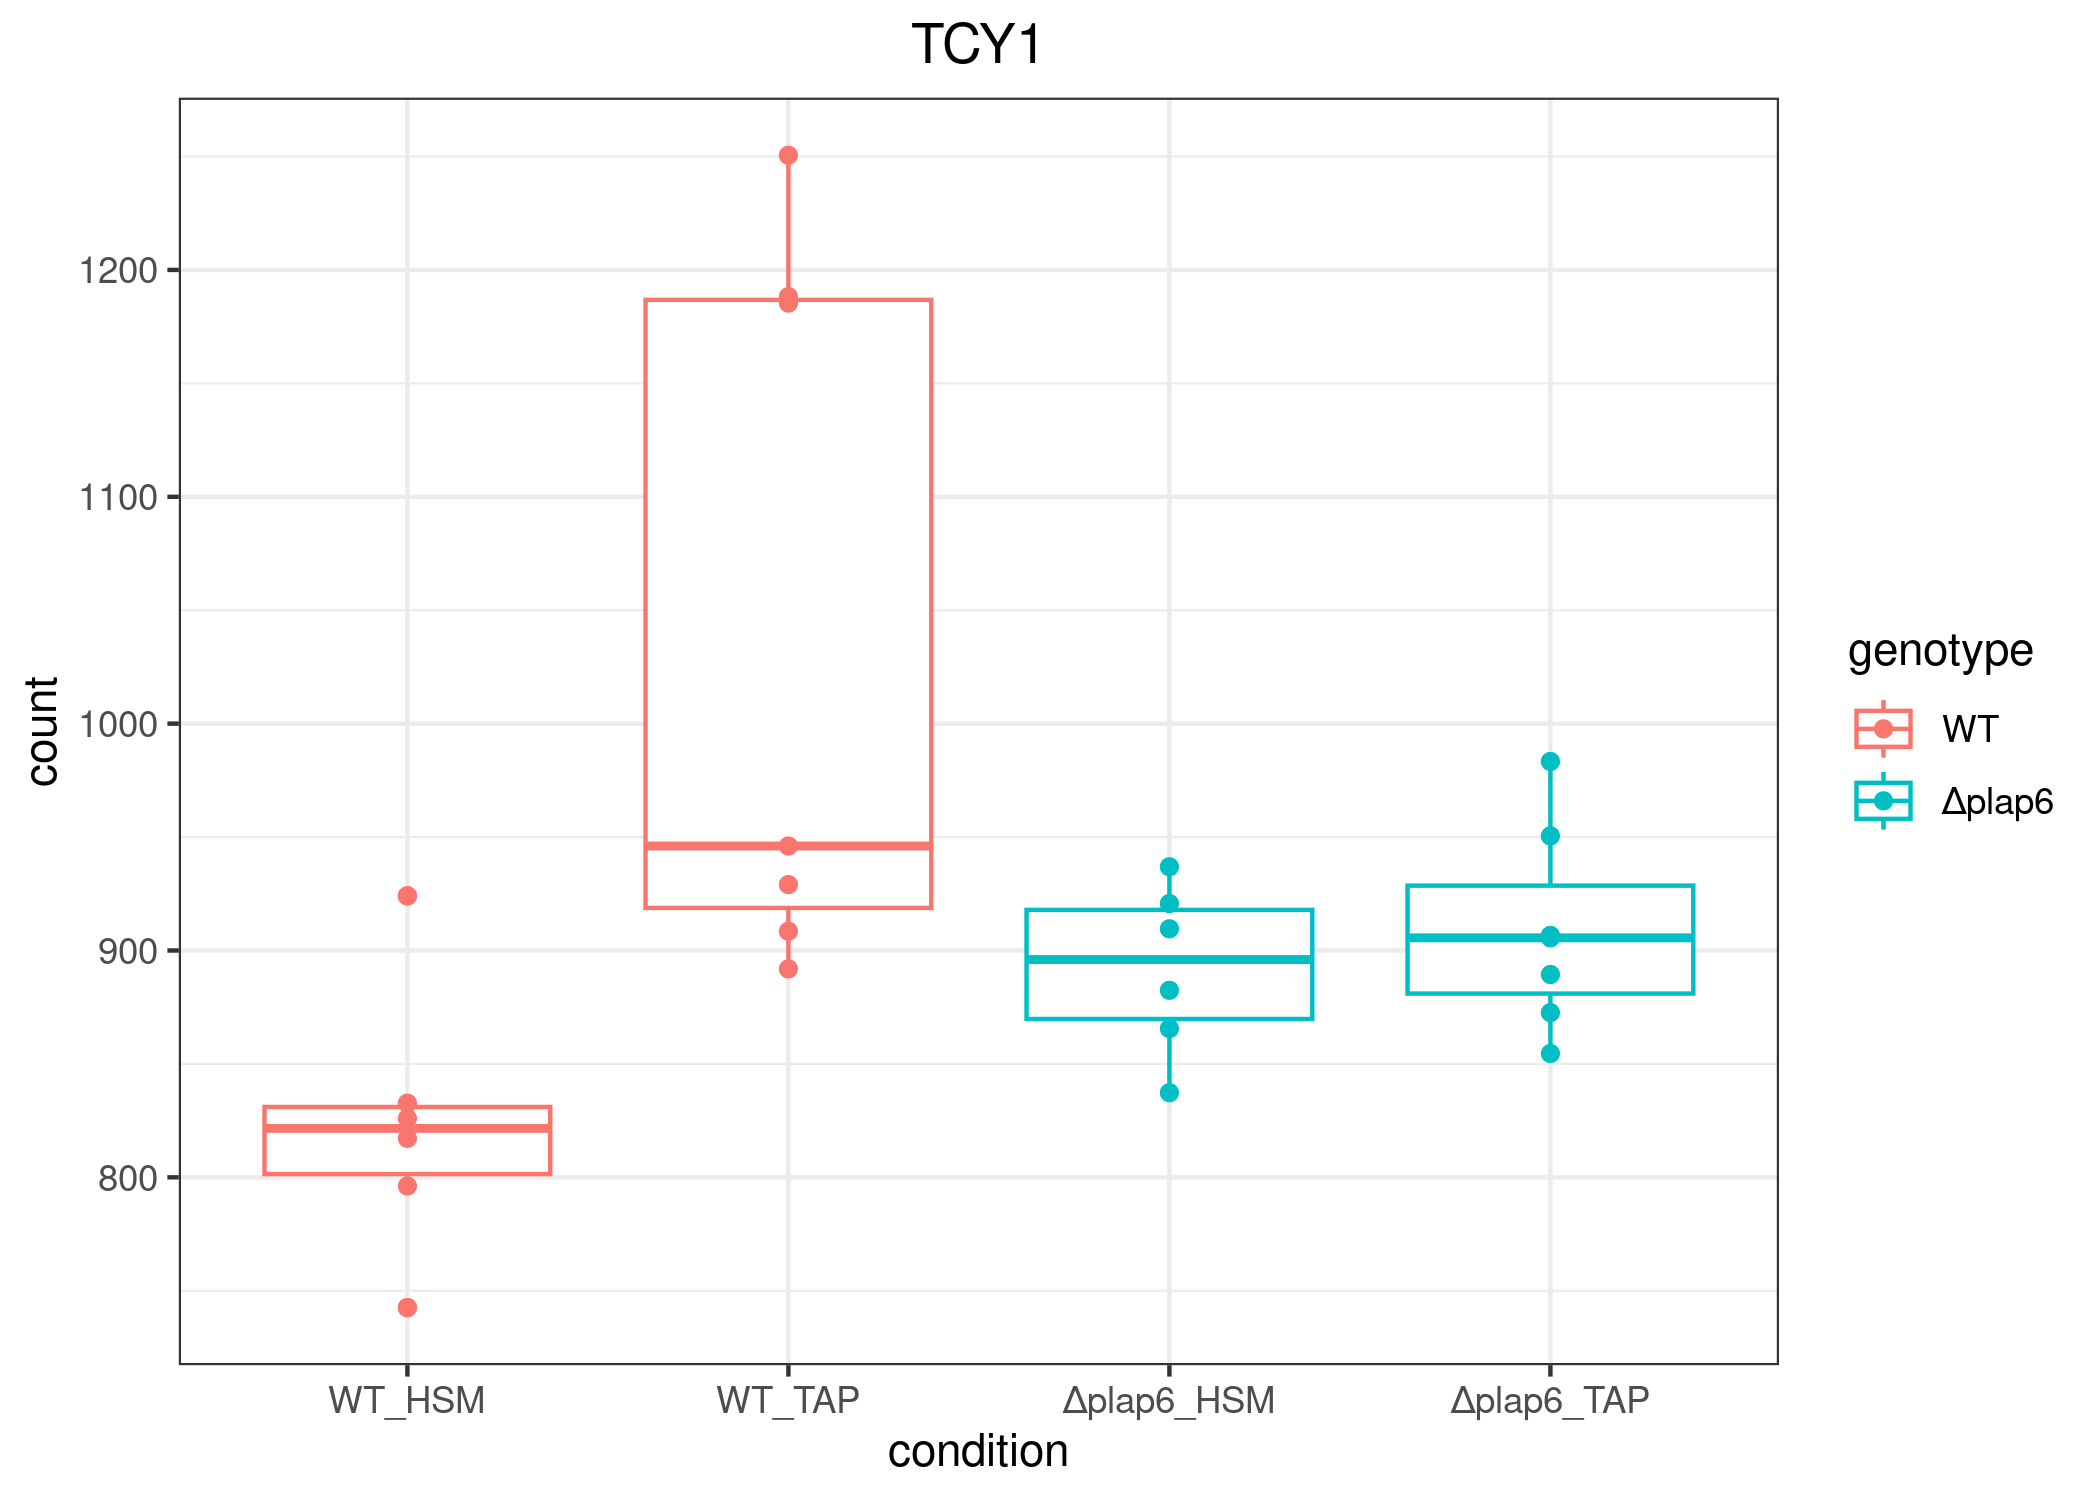 TCY1
1200
1100
1000
900
800
count
WT_HSM
WT_TAP
Δplap6_HSM
Δplap6_TAP
condition
genotype
WT
Δplap6